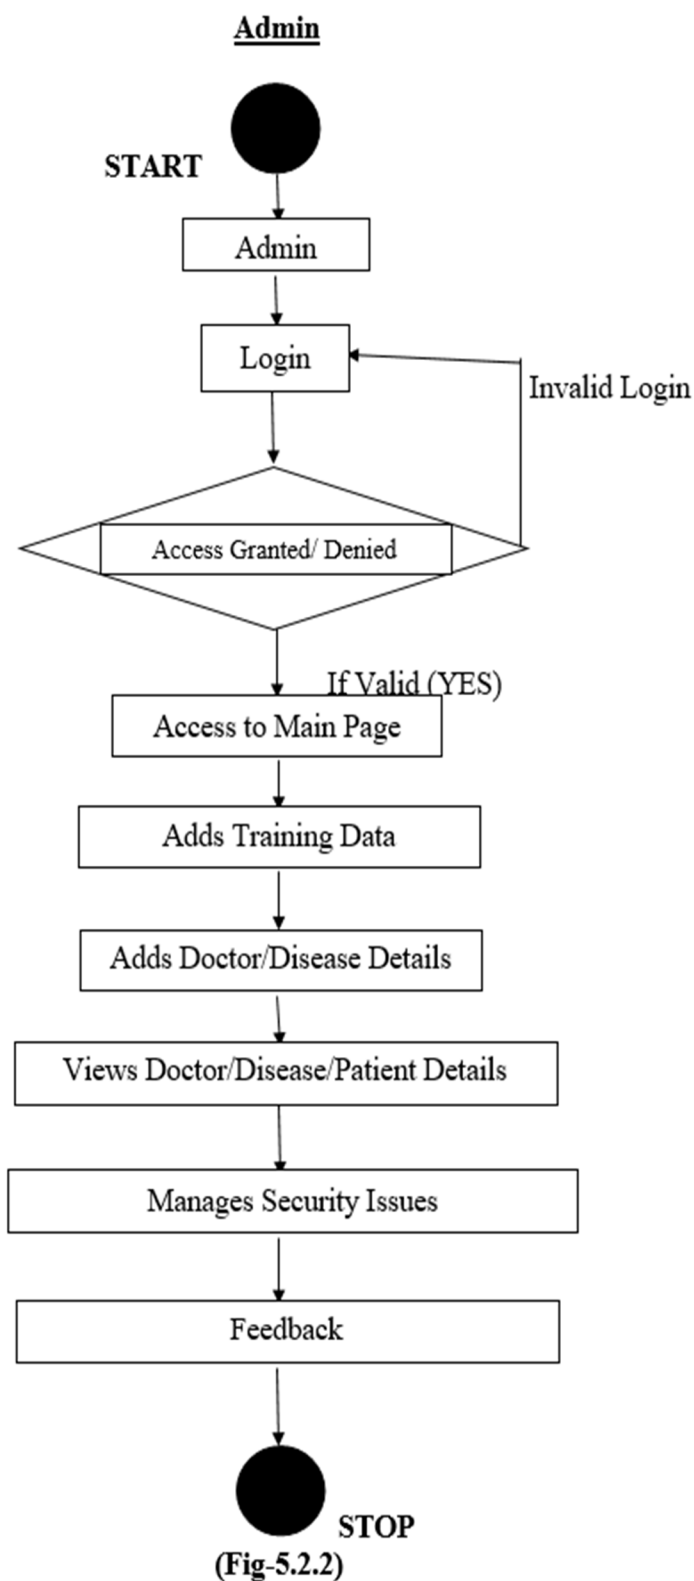 Admin
START
Admin
Login
Invalid Login
Access Granted/ Denied
If Valid (YES)
Access to Main Page
Adds Training Data
Adds Doctor/Disease Details
Views Doctor/Disease/Patient Details
Manages Security Issues
Feedback
STOP
(Fig-5.2.2)